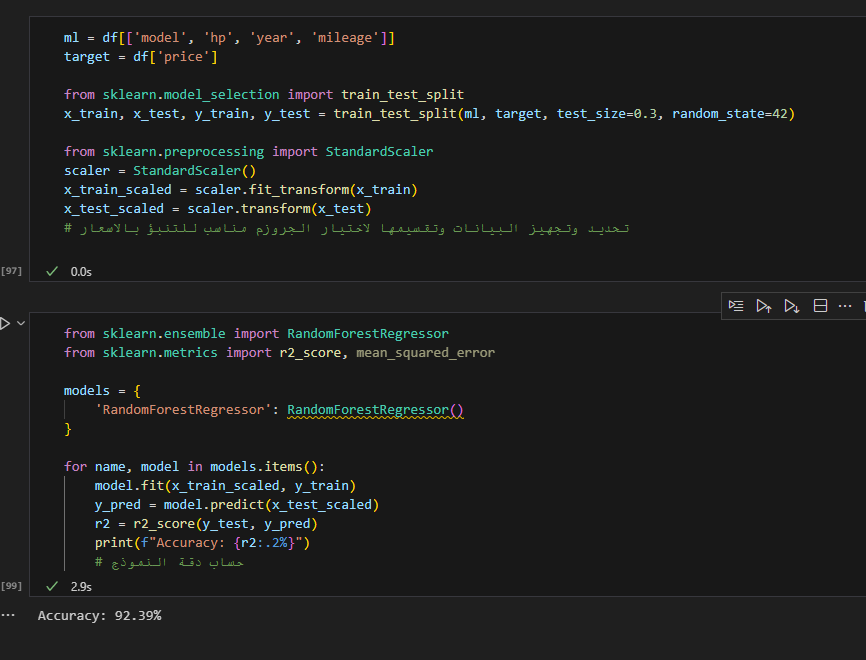 ml = df[['model', 'hp', 'year', 'mileage']]
target = df['price']
from sklearn.model_selection import train_test_split
x_train, x_test, y_train, y_test = train_test_split(ml, target, test_size=0.3, random_state=42)
from sklearn.preprocessing import StandardScaler
scaler = StandardScaler()
x_train_scaled = scaler.fit_transform(x_train)
x_test_scaled = scaler.transform(x_test)
# تحديد وتجهيز البيانات وتقسيمها لاختيار الجروزم مناسب للتنبؤ بالاسعار
[97]
0.0s
from sklearn.ensemble import RandomForestRegressor
from sklearn.metrics import r2_score, mean_squared_error
models = {
'RandomForestRegressor': RandomForestRegressor()
}
for name, model in models.items():
model.fit(x_train_scaled, y_train)
y_pred = model.predict(x_test_scaled)
r2 = r2_score(y_test, y_pred)
print(f"Accuracy: {r2:.2%}")
# حساب دقة النموذج
[99]
2.9s
Accuracy: 92.39%